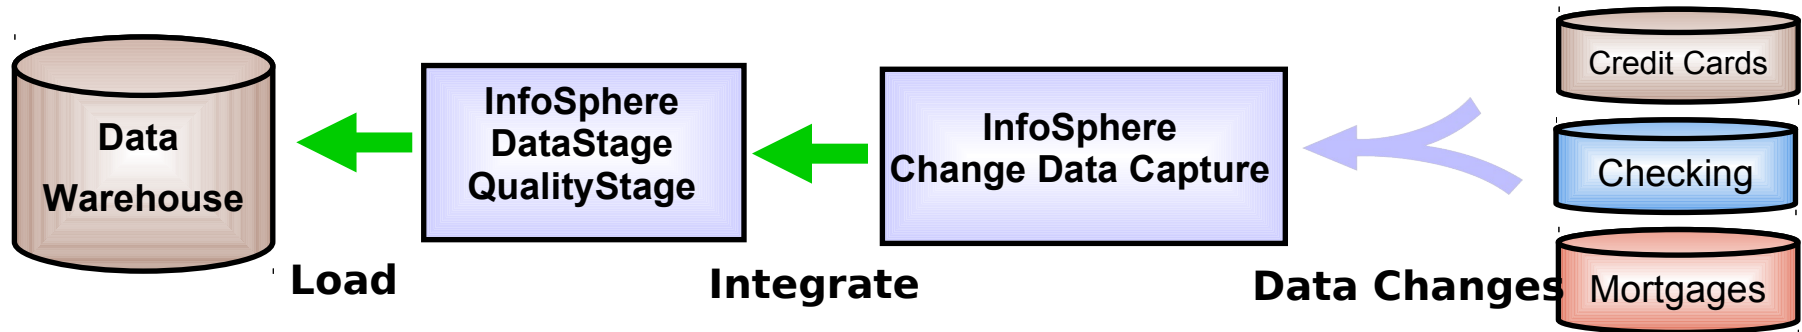 Data
Warehouse
InfoSphere
DataStage
QualityStage
InfoSphere
Change Data Capture
Credit Cards
Checking
Mortgages
Load
Integrate
Data Changes